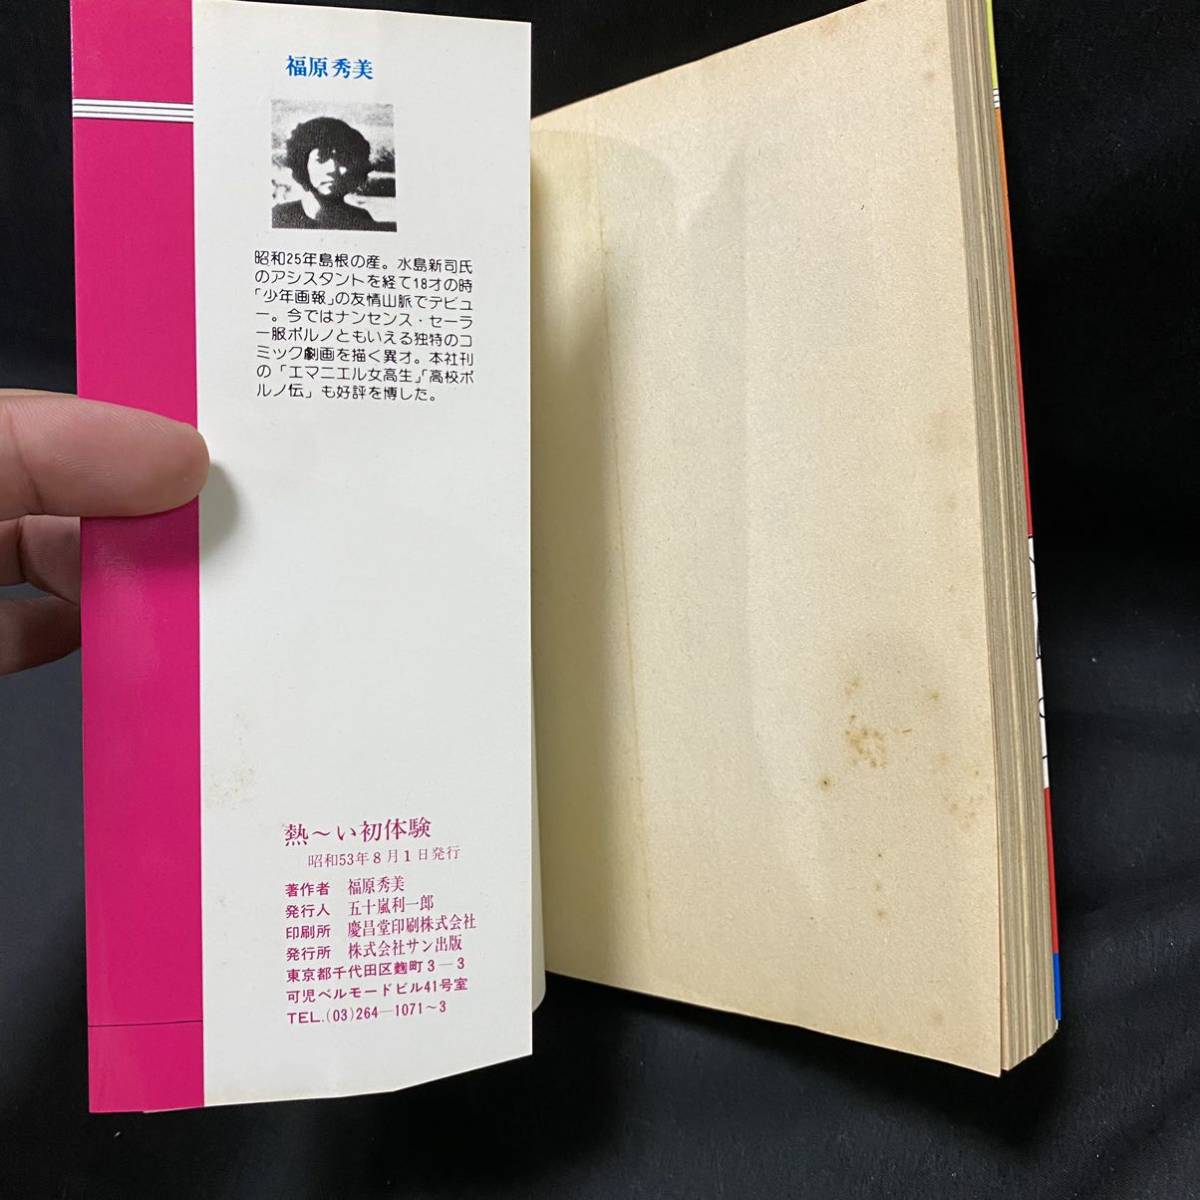 福原秀美
昭和25年島根の産。水島新司氏
のアシスタントを経て18才の時
「少年画報」の友情山脈でデビュ
ー。今ではナンセンス・セーラ
ー服ポルノともいえる独特のコ
ミック劇画を描く異才。本社刊
の「エマニエル女高生」「高校ポ
ルノ伝」も好評を博した。
熱～い初体験
昭和53年8月1日発行
著作者 福原秀美
発行人 五十嵐利一郎
印刷所 慶昌堂印刷株式会社
発行所 株式会社サン出版
東京都千代田区麴町3―3
可児ベルモードビル41号室
TEL.(03)264―1071～3